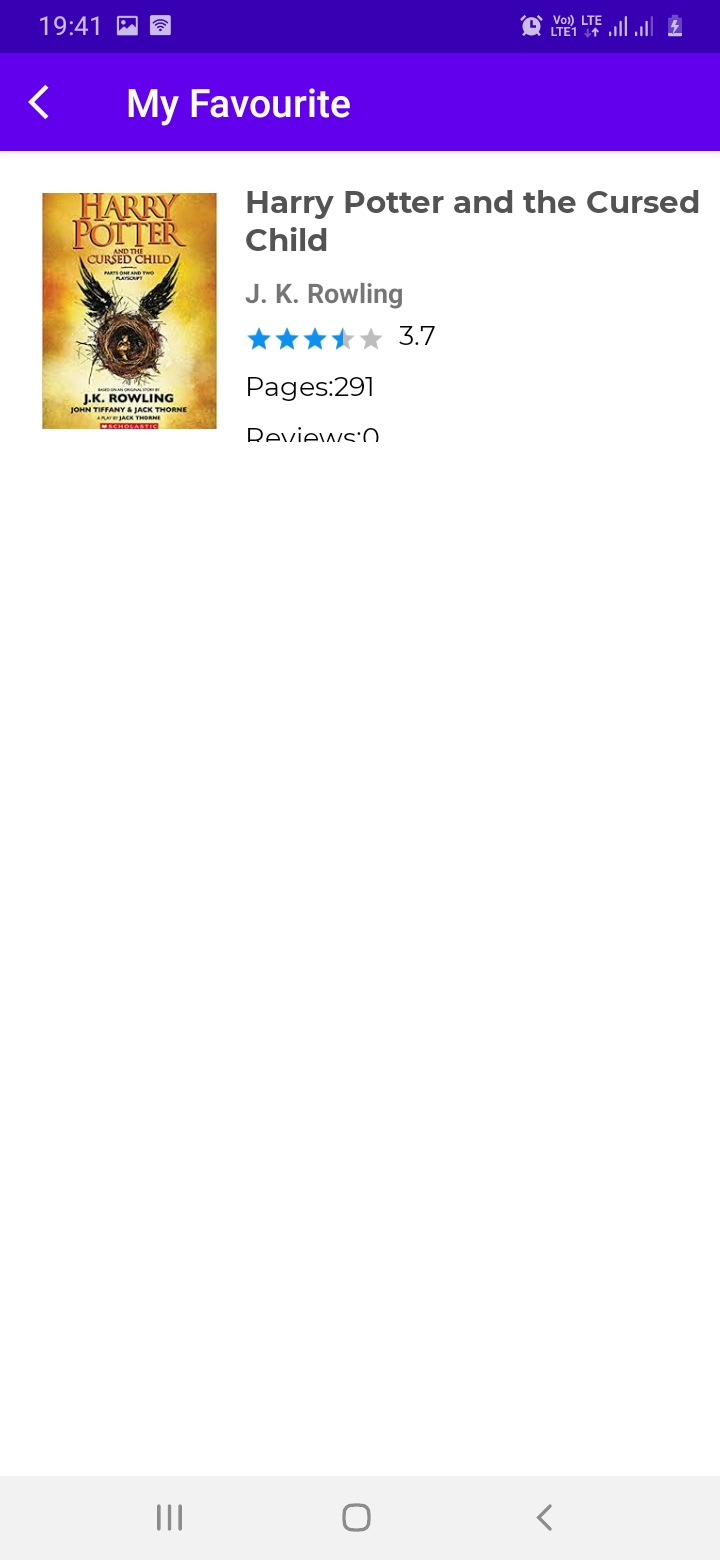 19:41
Vo)) LTE
LTE1
My Favourite
HARRY
POTTER
AND THE
CURSED CHILD
PARTS ONE AND TWO
PLAYSCRIPT
BASED ON AN ORIGINAL STORY BY
J.K. ROWLING
JOHN TIFFANY & JACK THORNE
A PLAY BY JACK THORNE
SCHOLASTIC
Harry Potter and the Cursed
Child
J. K. Rowling
3.7
Pages:291
Reviews:0